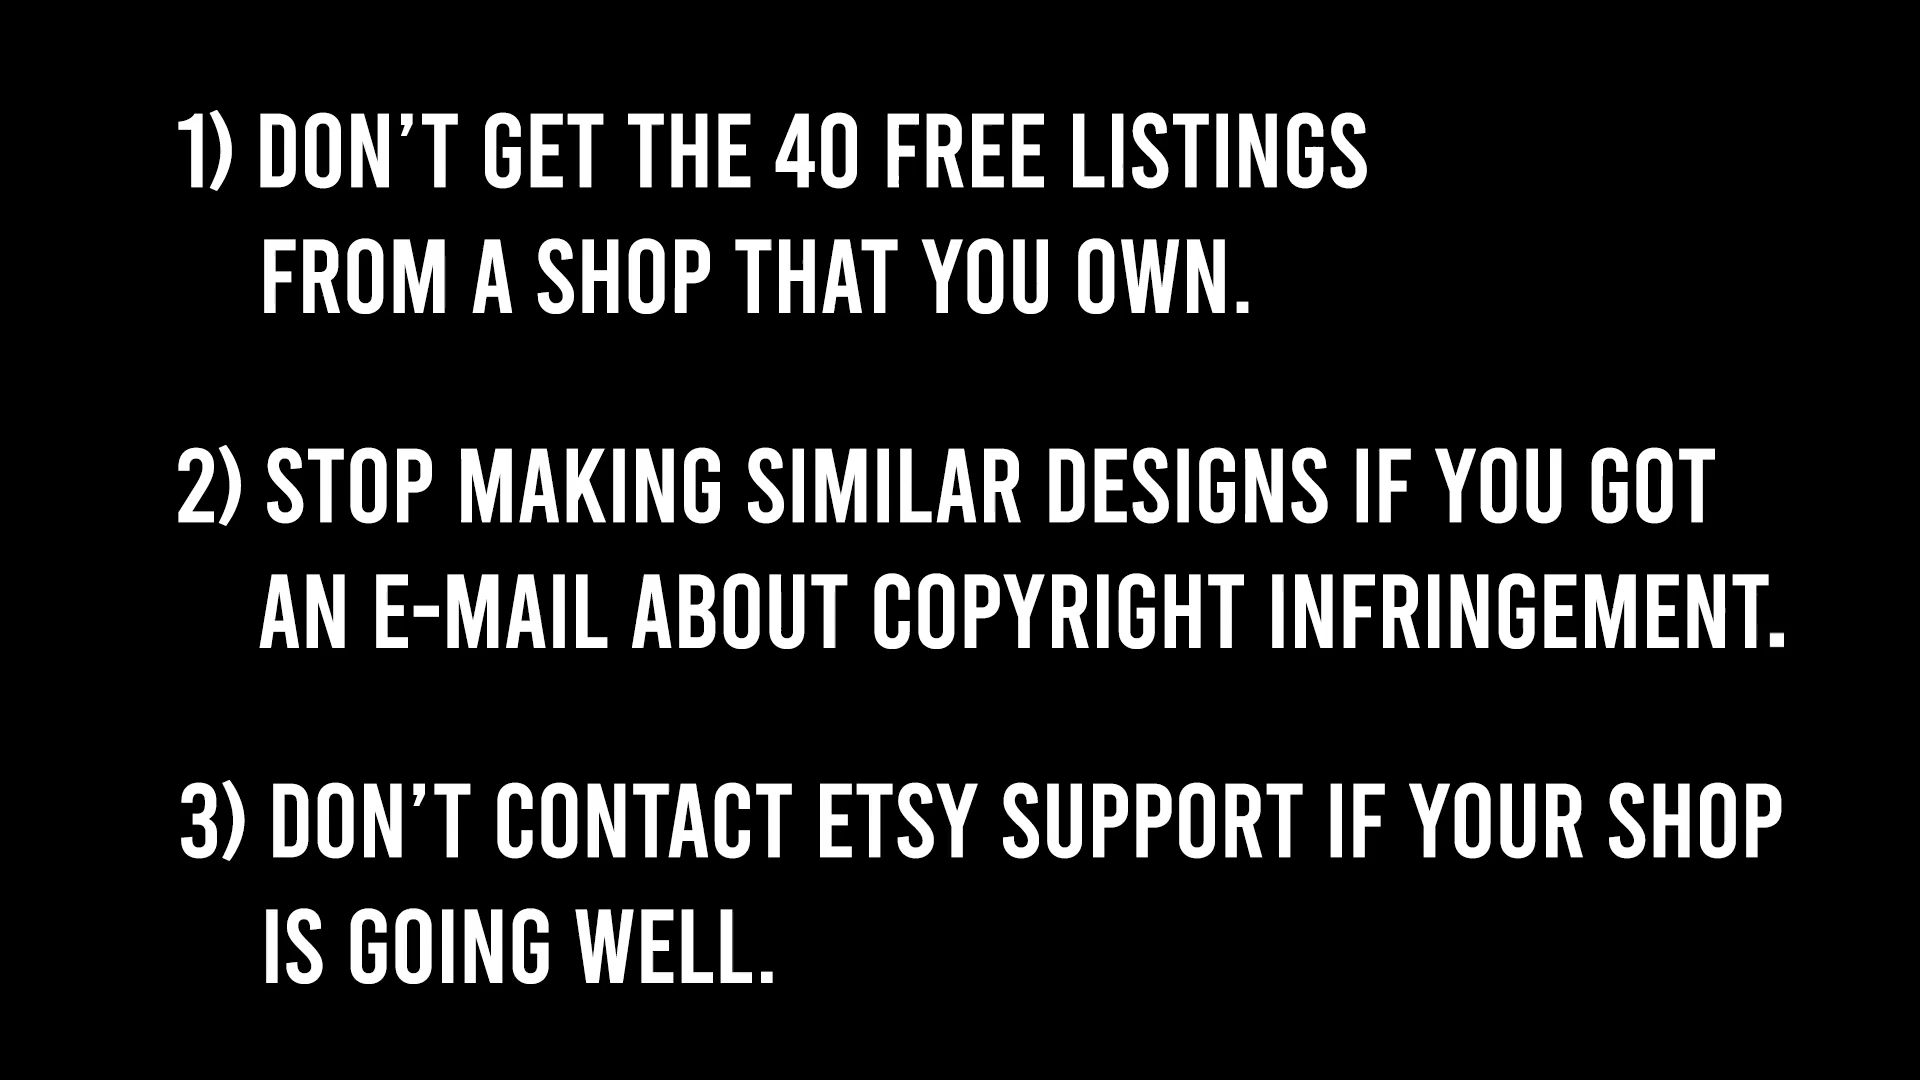 1) DON'T GET THE 40 FREE LISTINGS
FROM A SHOP THAT YOU OWN.
2) STOP MAKING SIMILAR DESIGNS IF YOU GOT
AN E-MAIL ABOUT COPYRIGHT INFRINGEMENT.
3) DON'T CONTACT ETSY SUPPORT IF YOUR SHOP
IS GOING WELL.